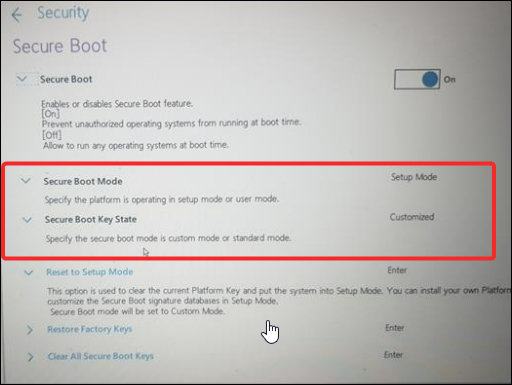 Security
Secure Boot
Secure Boot On
Enables or disables Secure Boot feature.
[On]
Prevent unauthorized operating systems from running at boot time.
[Off]
Allow to run any operating systems at boot time.
Secure Boot Mode Setup Mode
Specify the platform is operating in setup mode or user mode.
Secure Boot Key State Customized
Specify the secure boot mode is custom mode or standard mode.
Reset to Setup Mode Enter
This option is used to clear the current Platform Key and put the system into Setup Mode. You can install your own Platform
customize the Secure Boot signature databases in Setup Mode.
Secure Boot mode will be set to Custom Mode.
Restore Factory Keys Enter
Clear All Secure Boot Keys Enter